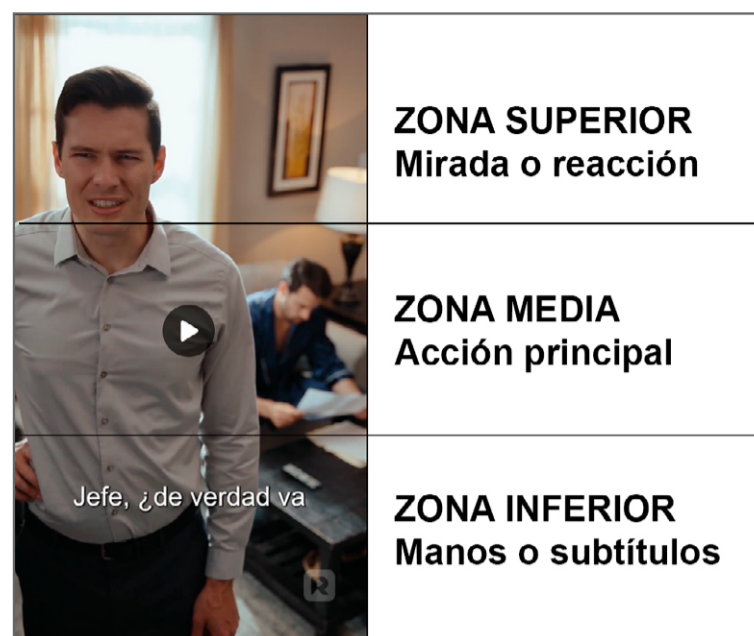 ZONA SUPERIOR
Mirada o reacción
ZONA MEDIA
Acción principal
Jefe, ¿de verdad va
ZONA INFERIOR
Manos o subtítulos